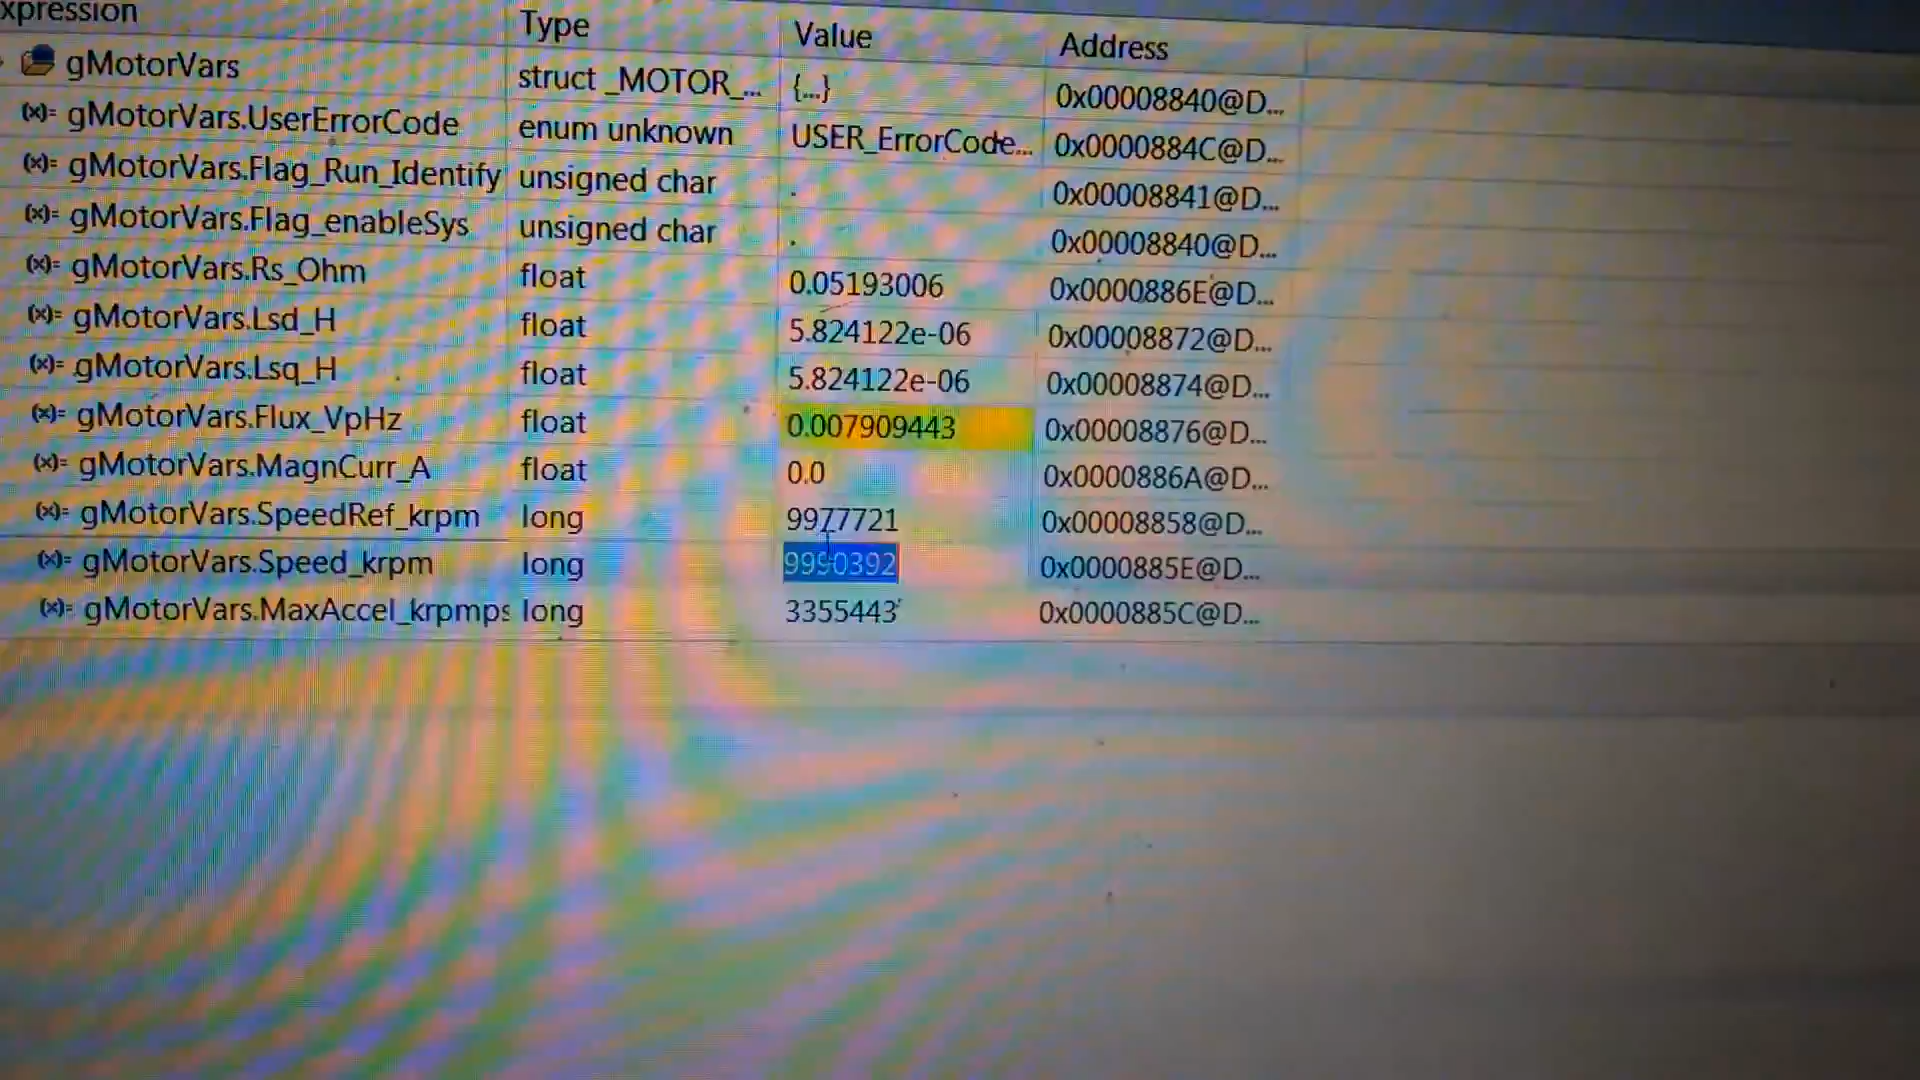 xpression Type Value Address
gMotorVars struct _MOTOR_... {...} 0x00008840@D...
(x)= gMotorVars.UserErrorCode enum unknown USER_ErrorCode... 0x0000884C@D...
(x)= gMotorVars.Flag_Run_Identify unsigned char . 0x00008841@D...
(x)= gMotorVars.Flag_enableSys unsigned char . 0x00008840@D...
(x)= gMotorVars.Rs_Ohm float 0.05193006 0x0000886E@D...
(x)= gMotorVars.Lsd_H float 5.824122e-06 0x00008872@D...
(x)= gMotorVars.Lsq_H float 5.824122e-06 0x00008874@D...
(x)= gMotorVars.Flux_VpHz float 0.007909443 0x00008876@D...
(x)= gMotorVars.MagnCurr_A float 0.0 0x0000886A@D...
(x)= gMotorVars.SpeedRef_krpm long 9977721 0x00008858@D...
(x)= gMotorVars.Speed_krpm long 9990392 0x0000885E@D...
(x)= gMotorVars.MaxAccel_krpmps long 3355443 0x0000885C@D...